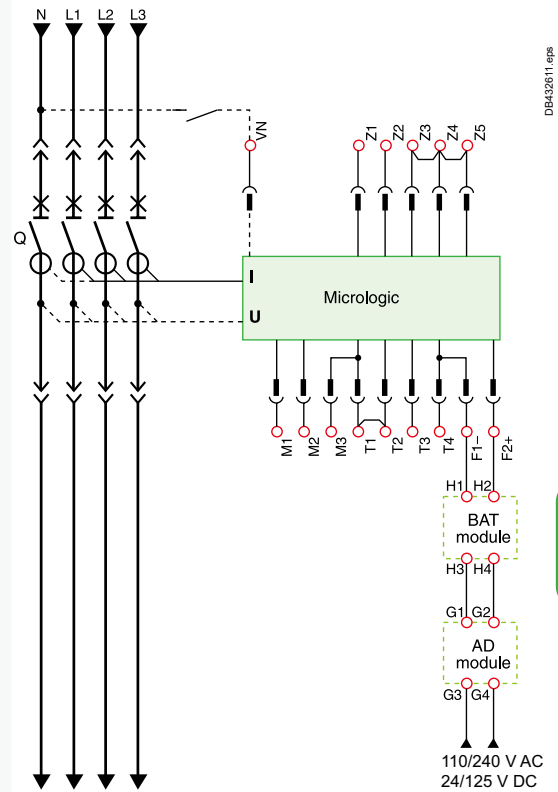 N L1 L2 L3
DB432611.eps
VN
Z1 Z2 Z3 Z4 Z5
Q
I
U
Micrologic
M1 M2 M3 T1 T2 T3 T4 F1– F2+
H1 H2
BAT
module
H3 H4
G1 G2
AD
module
G3 G4
110/240 V AC
24/125 V DC